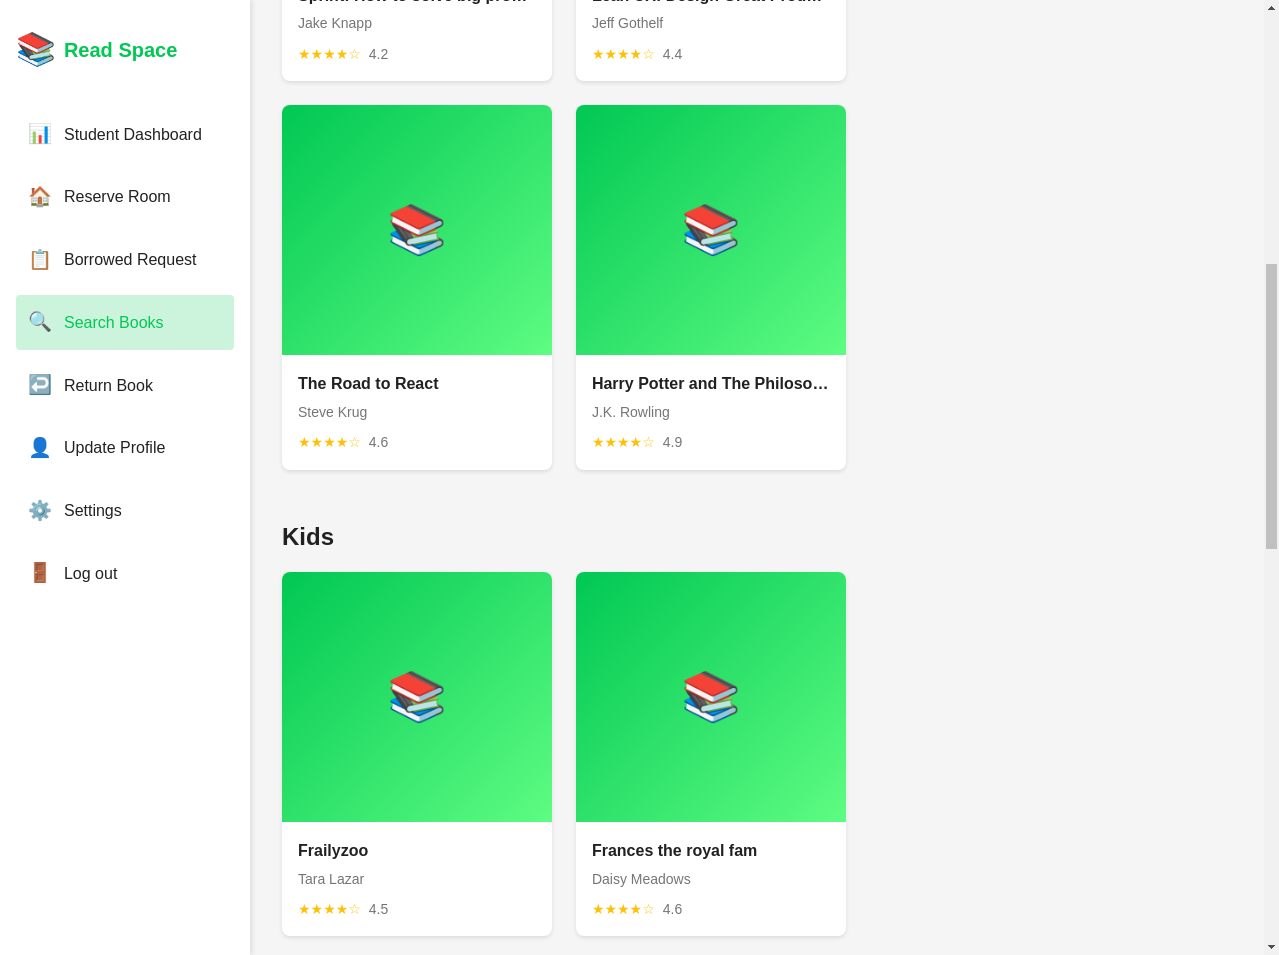 Read Space
Student Dashboard
Reserve Room
Borrowed Request
Search Books
Return Book
Update Profile
Settings
Log out
Jake Knapp
★★★★☆ 4.2
Jeff Gothelf
★★★★☆ 4.4
The Road to React
Steve Krug
★★★★☆ 4.6
Harry Potter and The Philoso…
J.K. Rowling
★★★★☆ 4.9
Kids
Frailyzoo
Tara Lazar
★★★★☆ 4.5
Frances the royal fam
Daisy Meadows
★★★★☆ 4.6